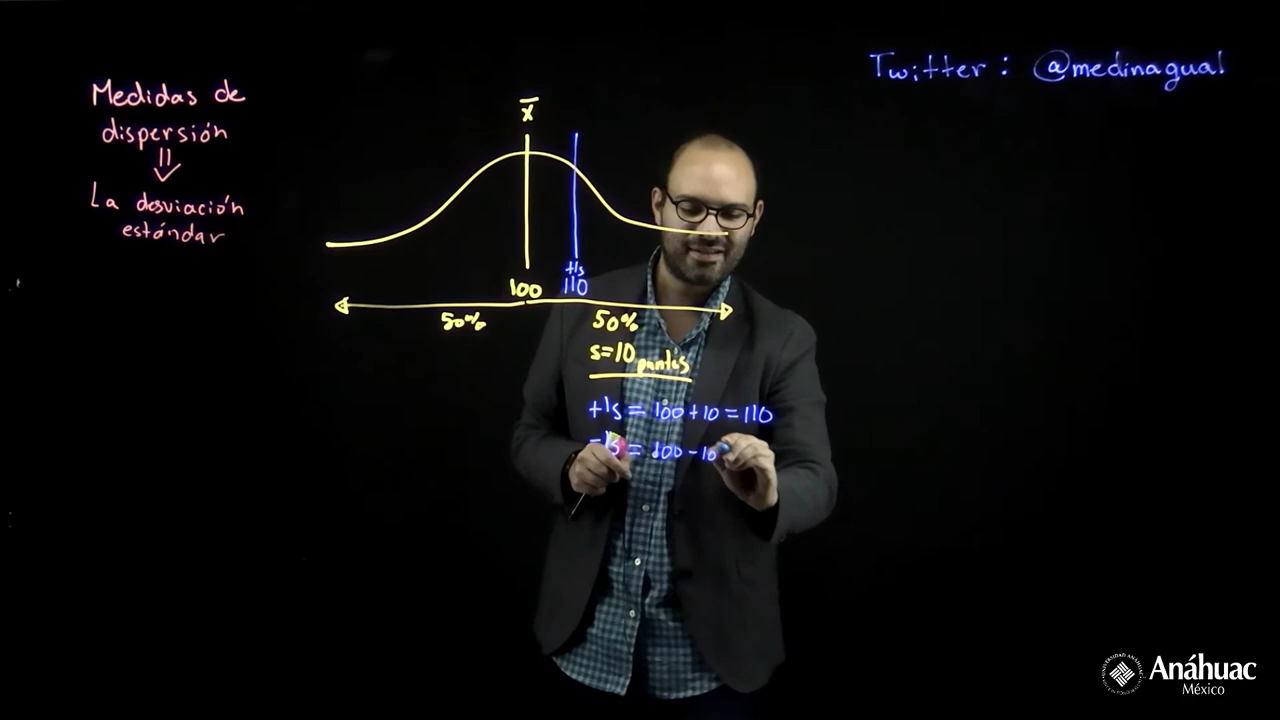 Medidas de
dispersión
La desviación
estándar
Twitter: @medinagual
x̅
+1s
100
110
50%
50%
s=10 puntos
+1s = 100+10=110
-1s = 100-10
Anáhuac
México